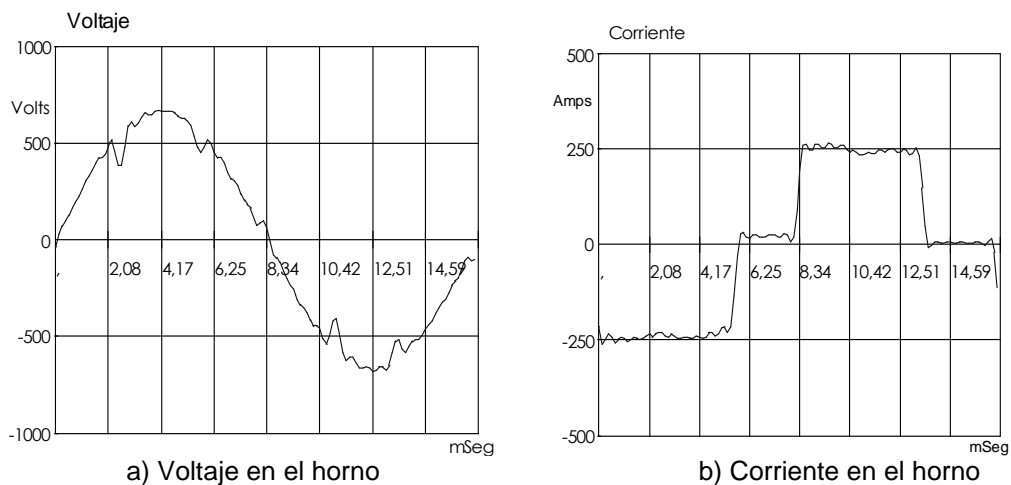 Voltaje
1000
Volts
500
0
, 2,08 4,17 6,25 8,34 10,42 12,51 14,59
-500
-1000
mSeg
a) Voltaje en el horno
Corriente
500
Amps
250
0
, 2,08 4,17 6,25 8,34 10,42 12,51 14,59
-250
-500
mSeg
b) Corriente en el horno